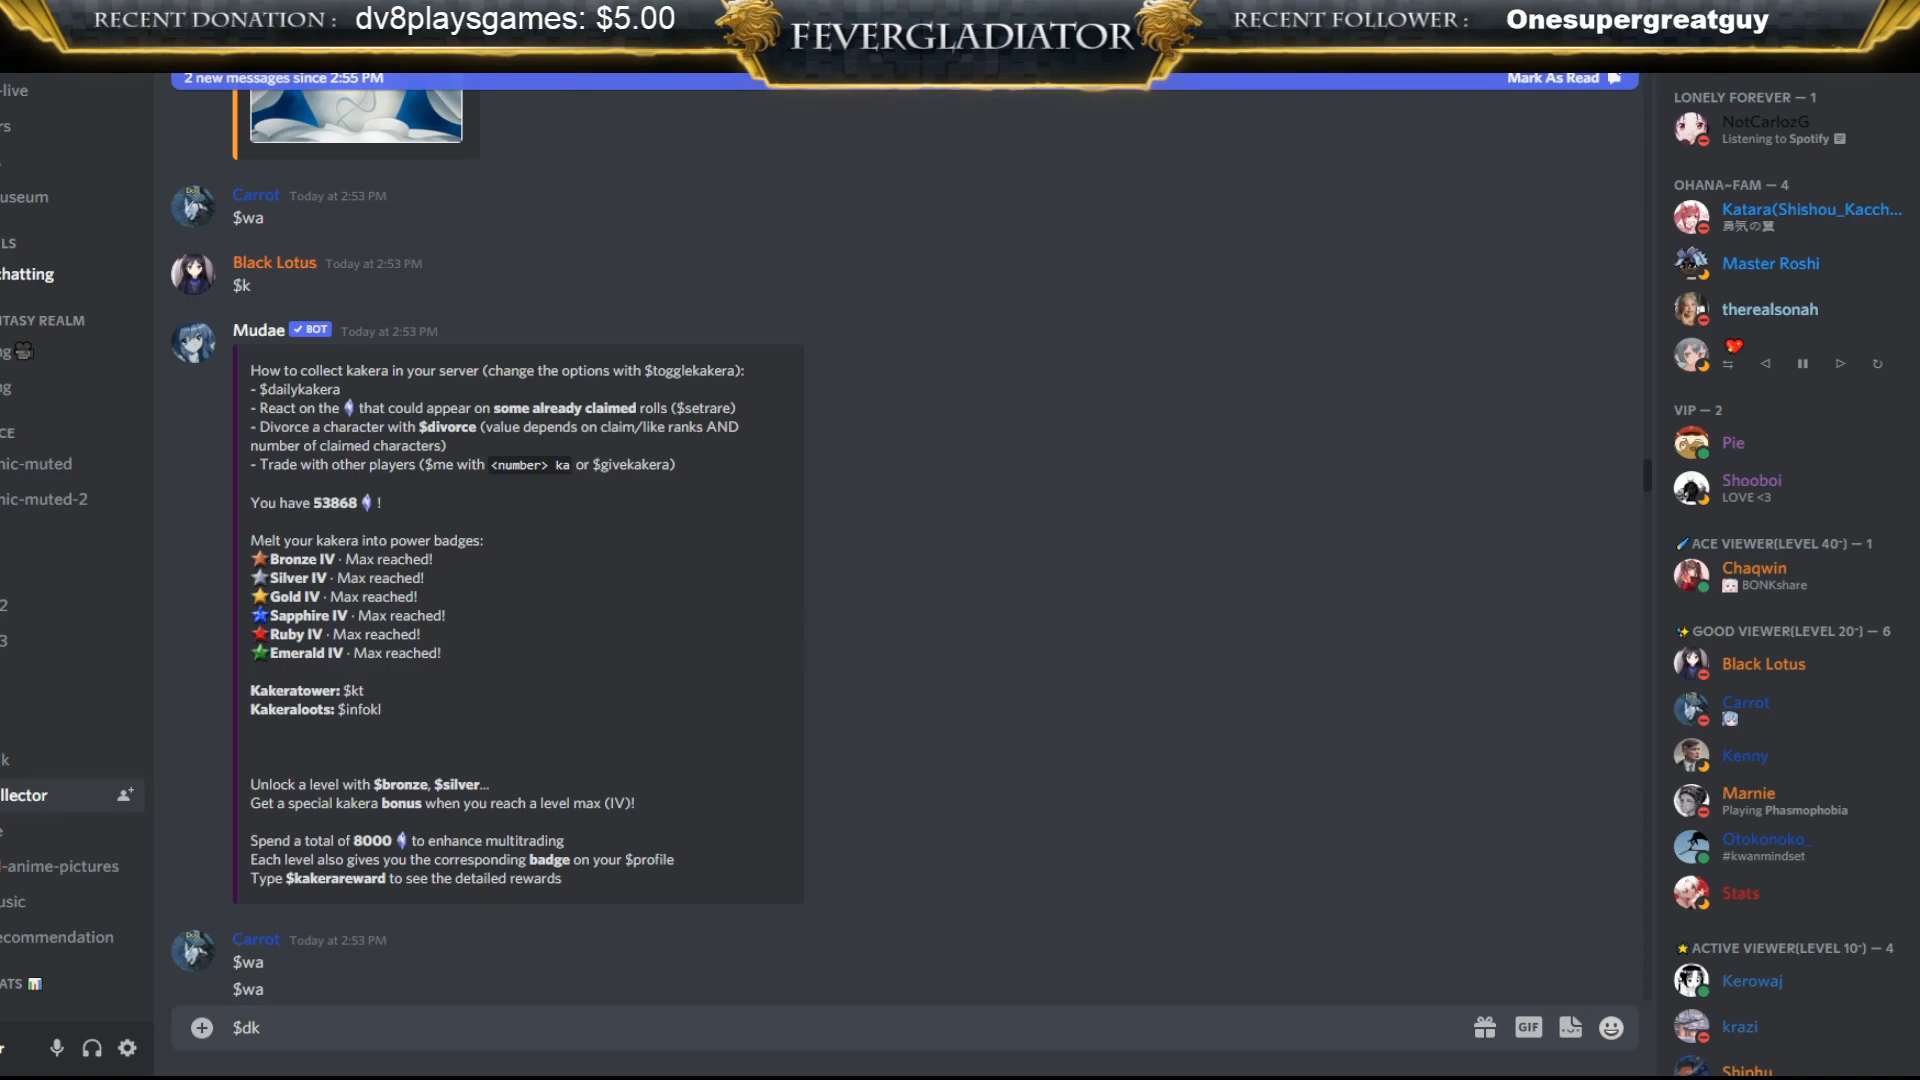 RECENT DONATION :
dv8playsgames: $5.00
FEVERGLADIATOR
RECENT FOLLOWER :
Onesupergreatguy
2 new messages since 2:55 PM
Mark As Read
-live
rs
useum
LS
chatting
NTASY REALM
ng
ng
CE
mic-muted
mic-muted-2
2
3
k
llector
e
l-anime-pictures
usic
ecommendation
ATS
r
Carrot Today at 2:53 PM
$wa
Black Lotus Today at 2:53 PM
$k
Mudae BOT Today at 2:53 PM
How to collect kakera in your server (change the options with $togglekakera):
- $dailykakera
- React on the that could appear on some already claimed rolls ($setrare)
- Divorce a character with $divorce (value depends on claim/like ranks AND
number of claimed characters)
- Trade with other players ($me with <number> ka or $givekakera)
You have 53868 !
Melt your kakera into power badges:
Bronze IV · Max reached!
Silver IV · Max reached!
Gold IV · Max reached!
Sapphire IV · Max reached!
Ruby IV · Max reached!
Emerald IV · Max reached!
Kakeratower: $kt
Kakeraloots: $infokl
Unlock a level with $bronze, $silver...
Get a special kakera bonus when you reach a level max (IV)!
Spend a total of 8000 to enhance multitrading
Each level also gives you the corresponding badge on your $profile
Type $kakerareward to see the detailed rewards
Carrot Today at 2:53 PM
$wa
$wa
$dk
GIF
LONELY FOREVER — 1
NotCarlozG
Listening to Spotify
OHANA~FAM — 4
Katara(Shishou_Kacch...
勇気の翼
Master Roshi
therealsonah
VIP — 2
Pie
Shooboi
LOVE <3
ACE VIEWER(LEVEL 40-) — 1
Chaqwin
BONKshare
GOOD VIEWER(LEVEL 20-) — 6
Black Lotus
Carrot
Kenny
Marnie
Playing Phasmophobia
Otokonoko_
#kwanmindset
Stats
ACTIVE VIEWER(LEVEL 10-) — 4
Kerowaj
krazi
Shiphu